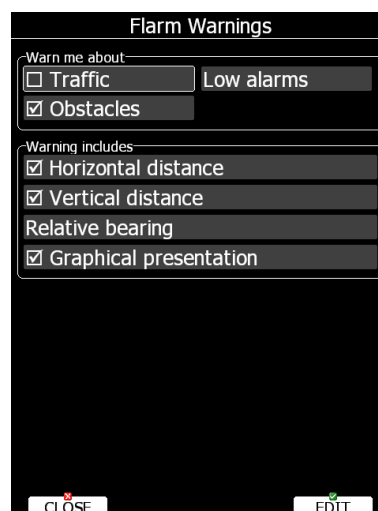 Flarm Warnings
Warn me about
Traffic
Low alarms
Obstacles
Warning includes
Horizontal distance
Vertical distance
Relative bearing
Graphical presentation
CLOSE
EDIT